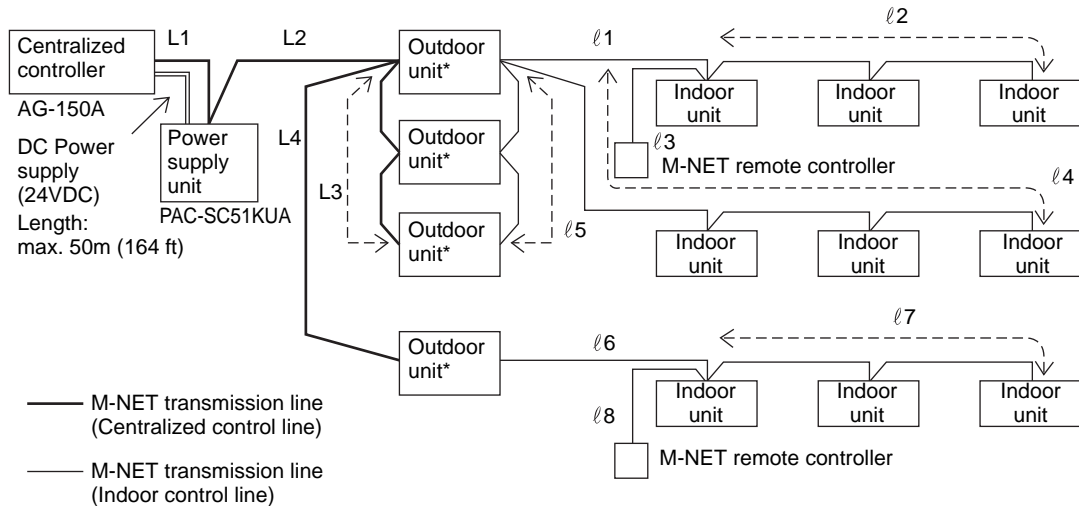 Centralized
controller
AG-150A
L1
L2
DC Power
supply
(24VDC)
Length:
max. 50m (164 ft)
Power
supply
unit
PAC-SC51KUA
L4
L3
Outdoor
unit*
Outdoor
unit*
Outdoor
unit*
Outdoor
unit*
ℓ1
ℓ2
Indoor
unit
Indoor
unit
Indoor
unit
ℓ3
M-NET remote controller
ℓ4
ℓ5
Indoor
unit
Indoor
unit
Indoor
unit
ℓ6
ℓ7
Indoor
unit
Indoor
unit
Indoor
unit
ℓ8
M-NET remote controller
M-NET transmission line
(Centralized control line)
M-NET transmission line
(Indoor control line)